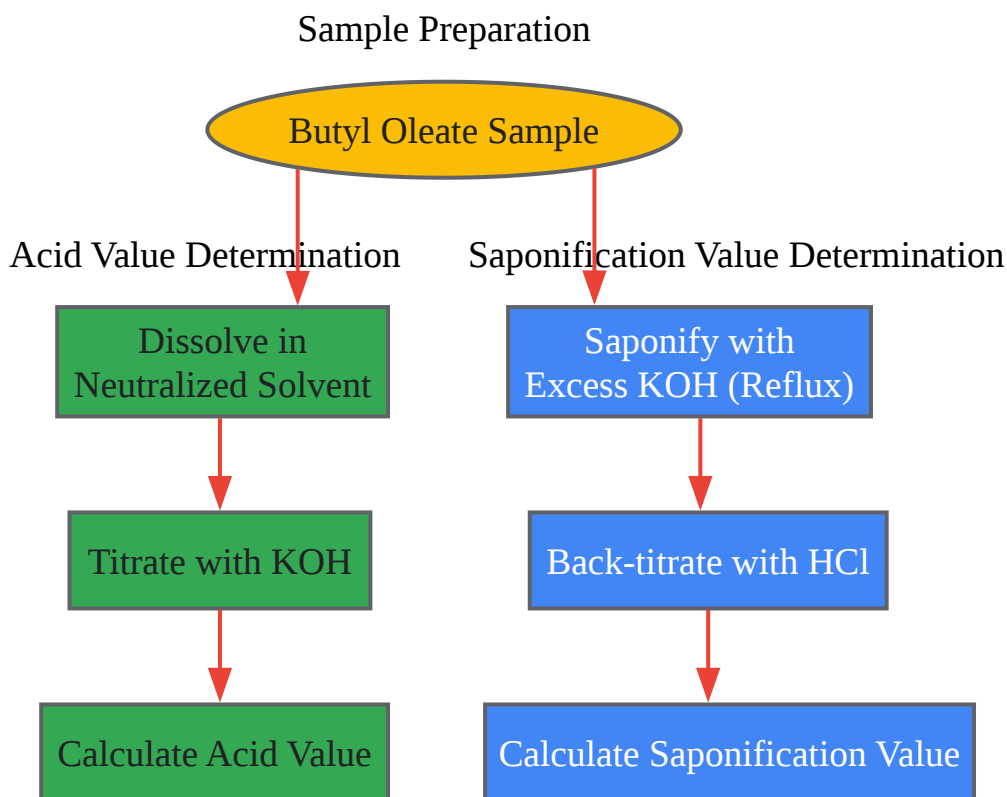 Sample Preparation
Butyl Oleate Sample
Acid Value Determination
Saponification Value Determination
Dissolve in
Neutralized Solvent
Saponify with
Excess KOH (Reflux)
Titrate with KOH
Back-titrate with HCl
Calculate Acid Value
Calculate Saponification Value